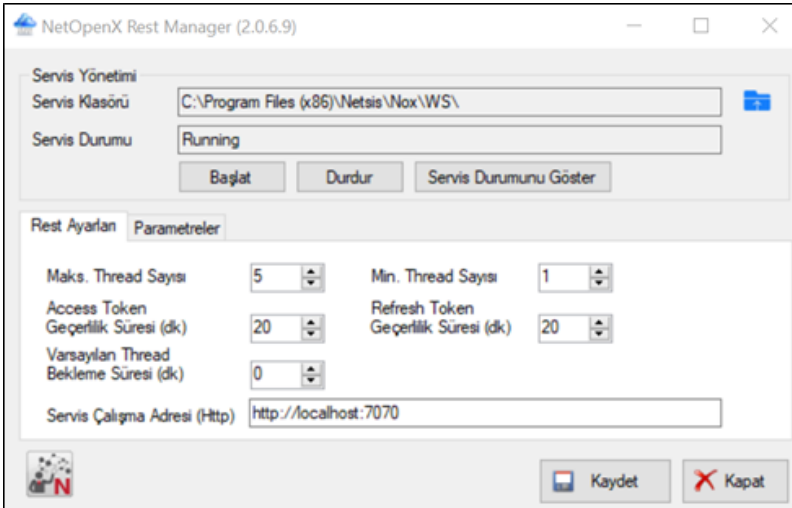 NetOpenX Rest Manager (2.0.6.9)
Servis Yönetimi
Servis Klasörü C:\Program Files (x86)\Netsis\Nox\WS\
Servis Durumu Running
Başlat Durdur Servis Durumunu Göster
Rest Ayarları Parametreler
Maks. Thread Sayısı 5 Min. Thread Sayısı 1
Access Token Refresh Token
Geçerlilik Süresi (dk) 20 Geçerlilik Süresi (dk) 20
Varsayılan Thread
Bekleme Süresi (dk) 0
Servis Çalışma Adresi (Http) http://localhost:7070
N Kaydet Kapat